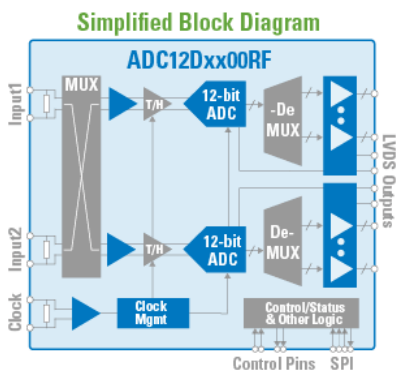 Simplified Block Diagram
ADC12Dxx00RF
MUX
Input1
T/H
12-bit
ADC
-De
MUX
LVDS Outputs
Input2
T/H
12-bit
ADC
De-
MUX
Clock
Clock
Mgmt
Control/Status
& Other Logic
Control Pins
SPI